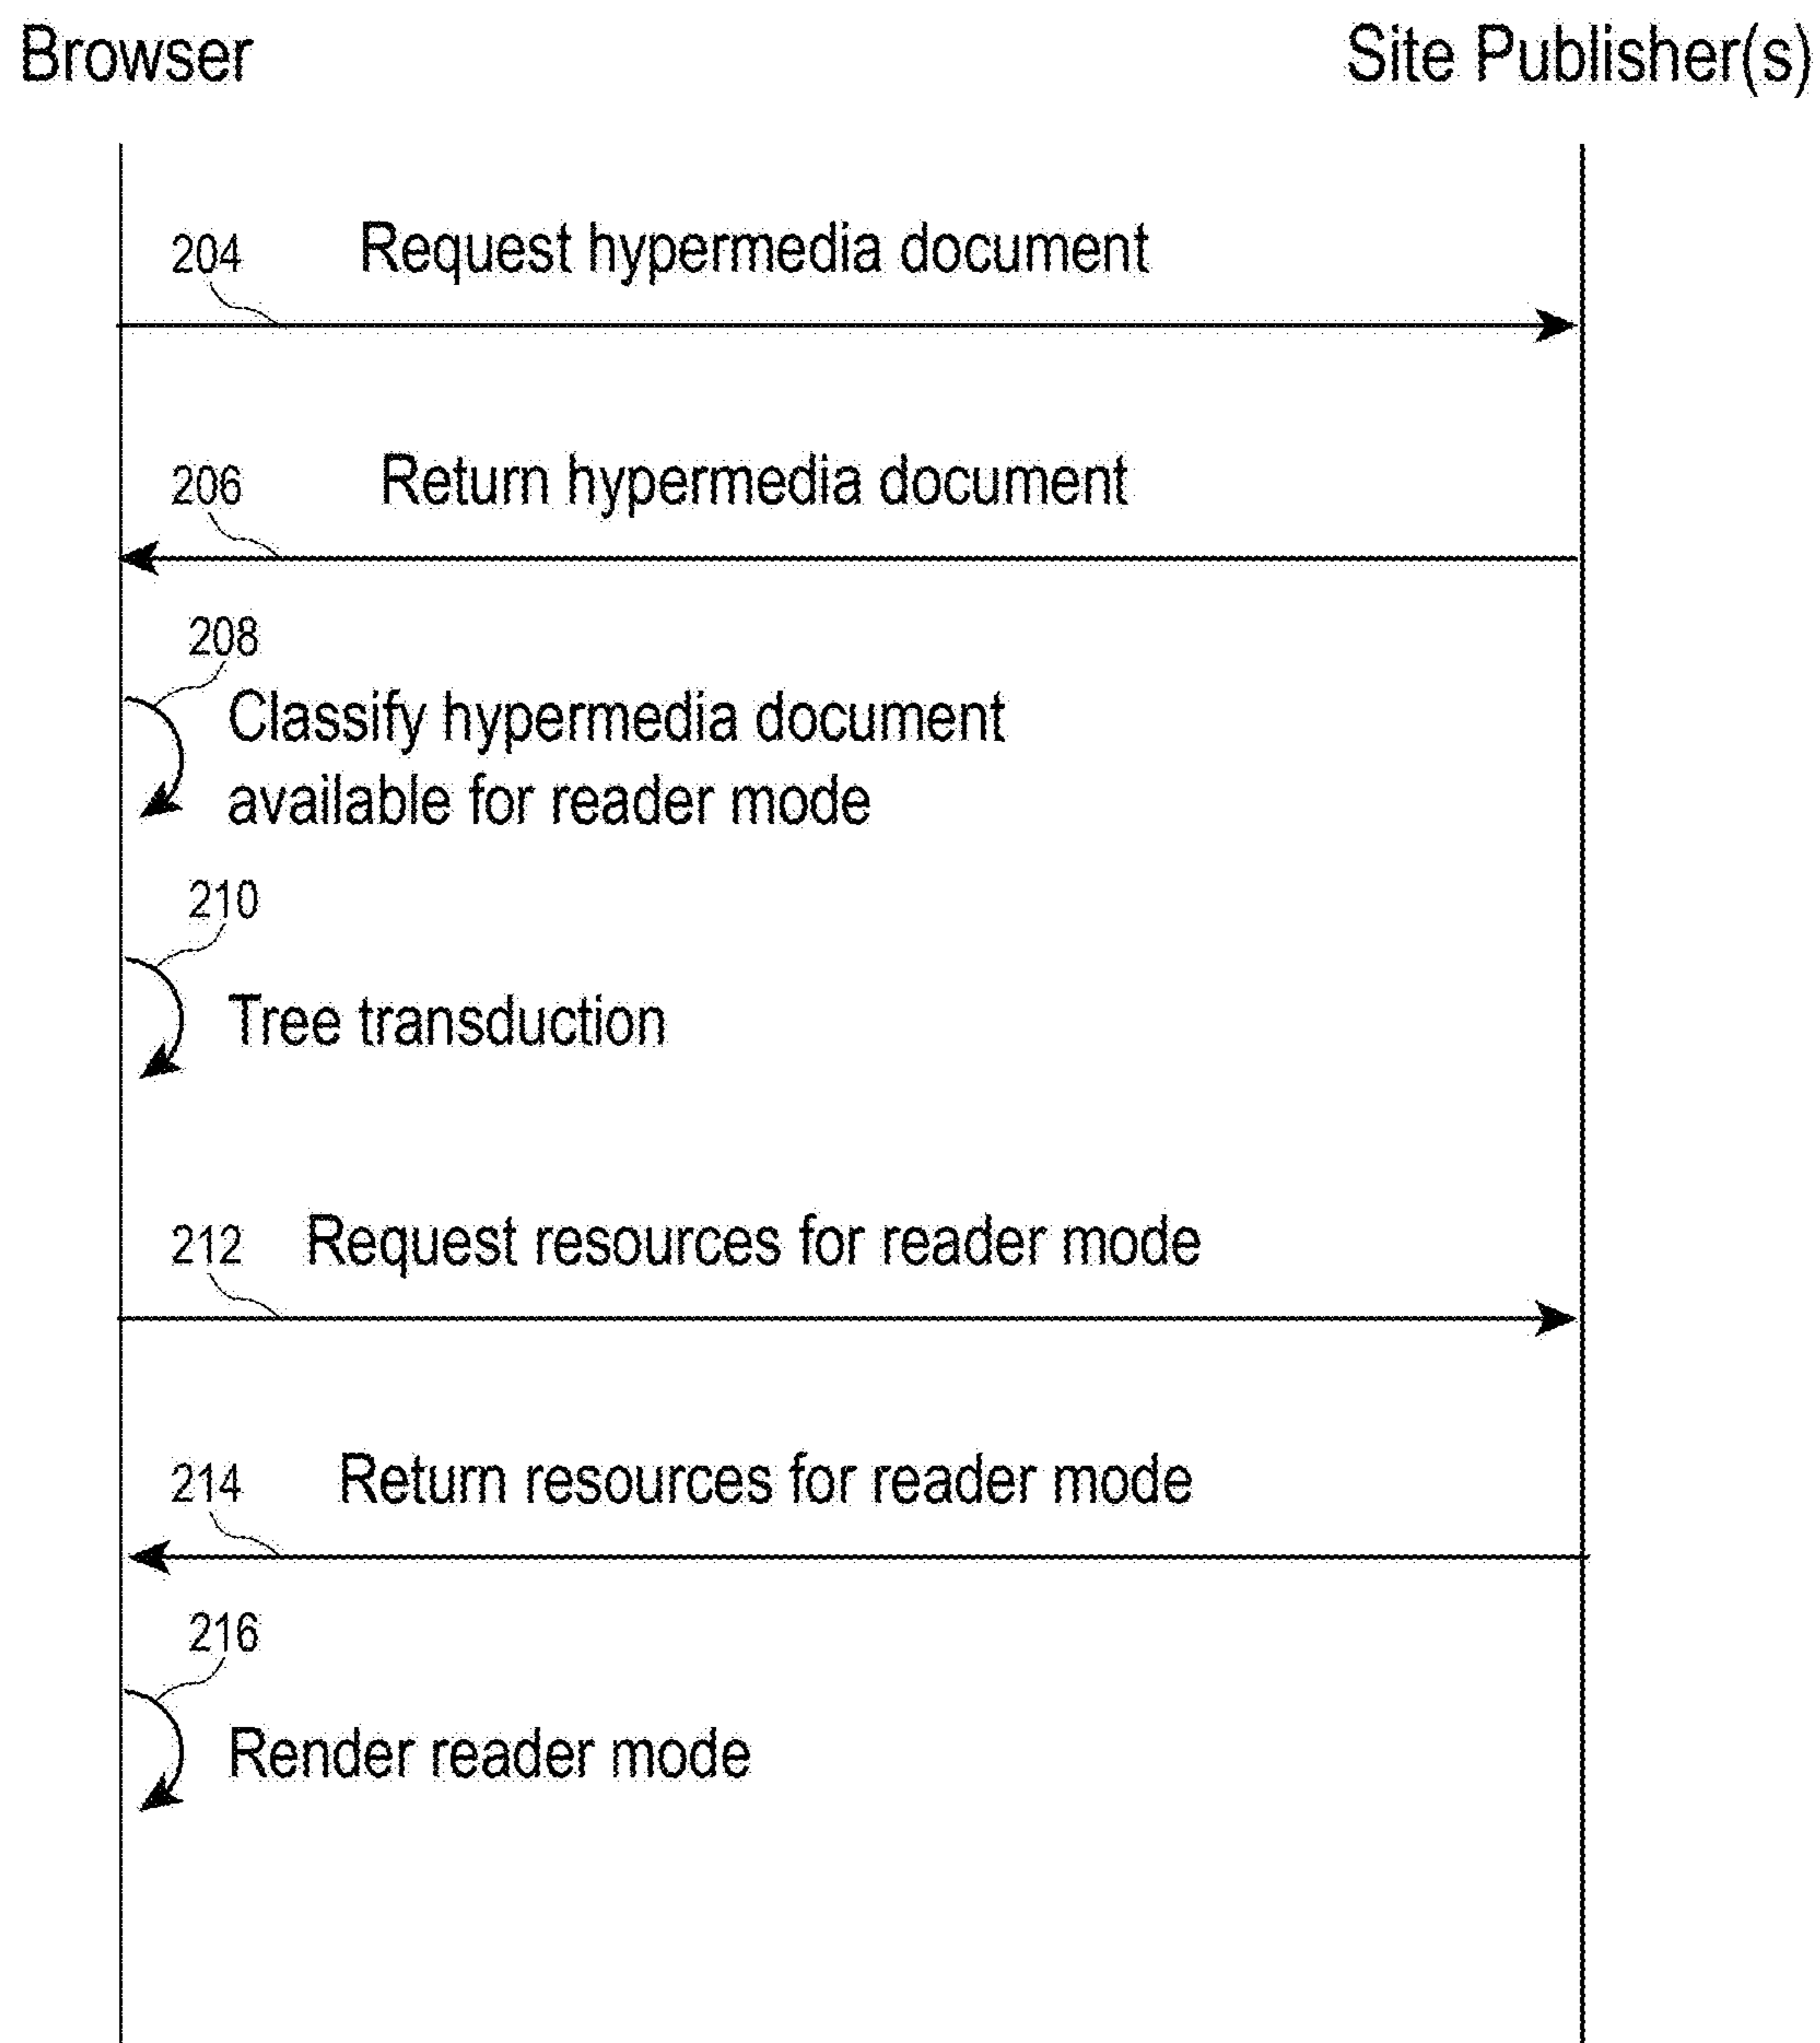 Browser
Site Publisher(s)
204
Request hypermedia document
206
Return hypermedia document
208
Classify hypermedia document
available for reader mode
210
Tree transduction
212
Request resources for reader mode
214
Return resources for reader mode
216
Render reader mode